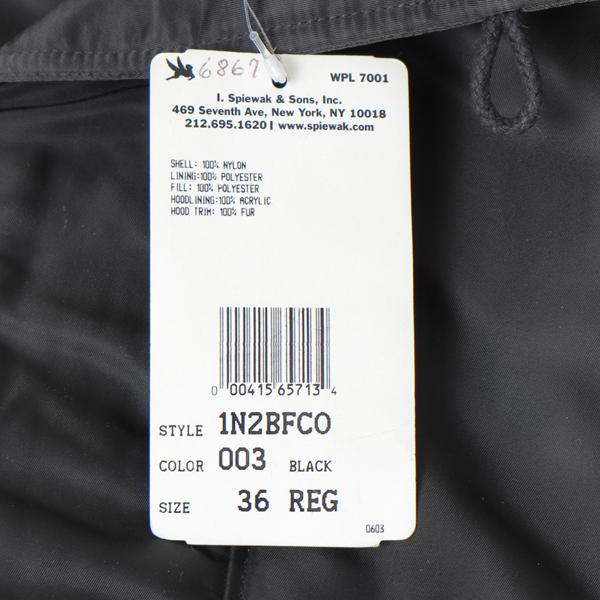 6867
WPL 7001
I. Spiewak & Sons, Inc.
469 Seventh Ave, New York, NY 10018
212.695.1620 | www.spiewak.com
SHELL: 100% NYLON
LINING:100% POLYESTER
FILL: 100% POLYESTER
HOODLINING:100% ACRYLIC
HOOD TRIM: 100% FUR
0 00415 65713 4
STYLE 1N2BFCO
COLOR 003 BLACK
SIZE 36 REG
0603